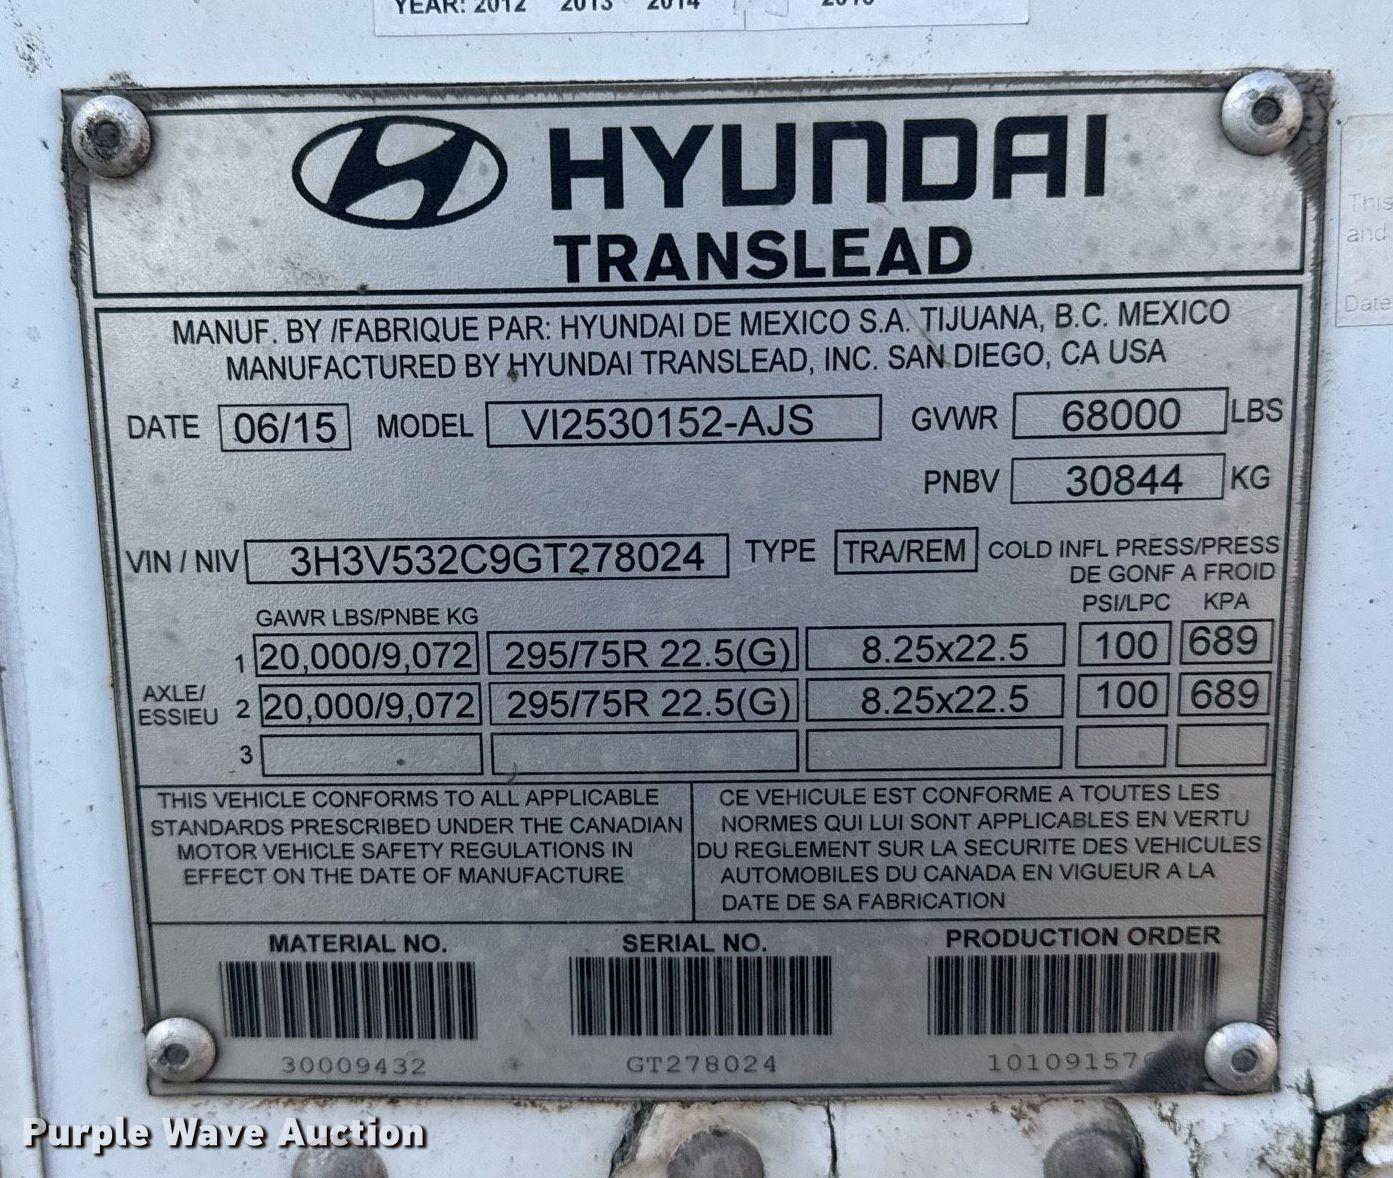 YEAR: 2012 2013 2014
HYUNDAI
TRANSLEAD
MANUF. BY /FABRIQUE PAR: HYUNDAI DE MEXICO S.A. TIJUANA, B.C. MEXICO
MANUFACTURED BY HYUNDAI TRANSLEAD, INC. SAN DIEGO, CA USA
DATE 06/15 MODEL VI2530152-AJS GVWR 68000 LBS
PNBV 30844 KG
VIN / NIV 3H3V532C9GT278024 TYPE TRA/REM COLD INFL PRESS/PRESS
DE GONF A FROID
GAWR LBS/PNBE KG PSI/LPC KPA
1 20,000/9,072 295/75R 22.5(G) 8.25x22.5 100 689
AXLE/
ESSIEU 2 20,000/9,072 295/75R 22.5(G) 8.25x22.5 100 689
3
THIS VEHICLE CONFORMS TO ALL APPLICABLE
STANDARDS PRESCRIBED UNDER THE CANADIAN
MOTOR VEHICLE SAFETY REGULATIONS IN
EFFECT ON THE DATE OF MANUFACTURE
CE VEHICULE EST CONFORME A TOUTES LES
NORMES QUI LUI SONT APPLICABLES EN VERTU
DU REGLEMENT SUR LA SECURITE DES VEHICULES
AUTOMOBILES DU CANADA EN VIGUEUR A LA
DATE DE SA FABRICATION
MATERIAL NO. SERIAL NO. PRODUCTION ORDER
30009432 GT278024 10109157
This
and
Date
Purple Wave Auction